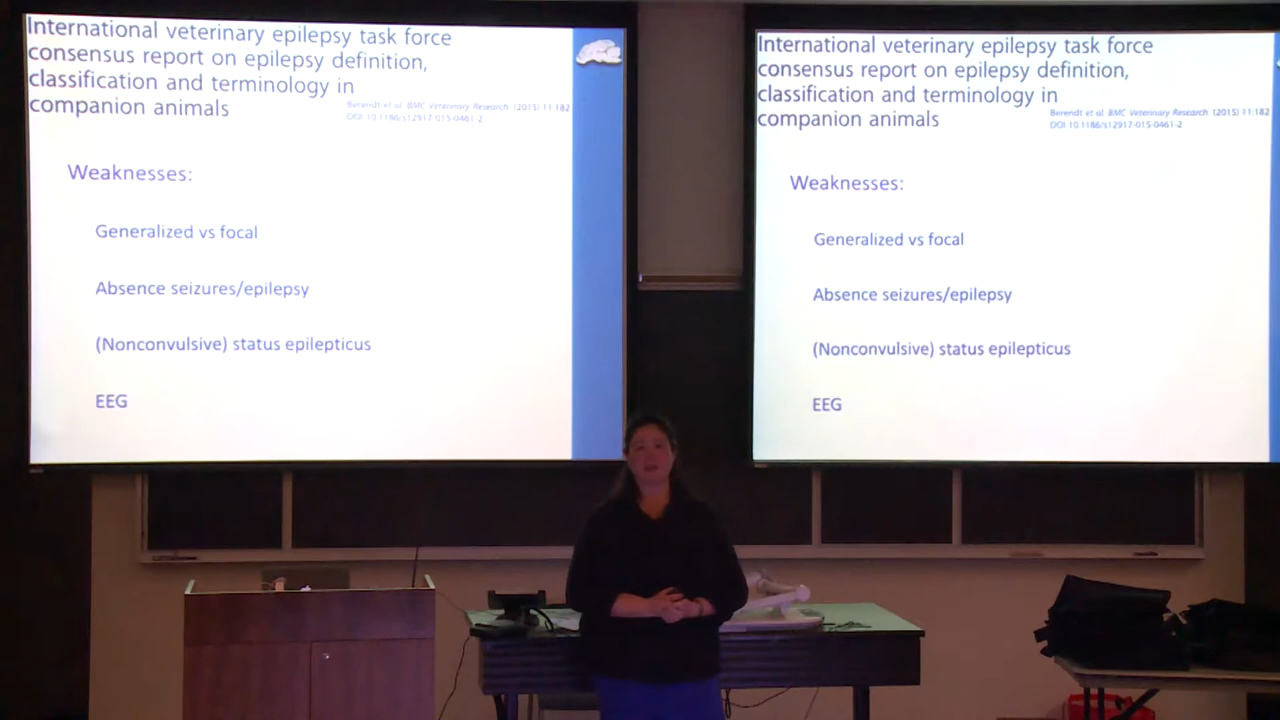 International veterinary epilepsy task force
consensus report on epilepsy definition,
classification and terminology in
companion animals
Berendt et al. BMC Veterinary Research (2015) 11:182
DOI 10.1186/s12917-015-0461-2
Weaknesses:
Generalized vs focal
Absence seizures/epilepsy
(Nonconvulsive) status epilepticus
EEG
International veterinary epilepsy task force
consensus report on epilepsy definition,
classification and terminology in
companion animals
Berendt et al. BMC Veterinary Research (2015) 11:182
DOI 10.1186/s12917-015-0461-2
Weaknesses:
Generalized vs focal
Absence seizures/epilepsy
(Nonconvulsive) status epilepticus
EEG